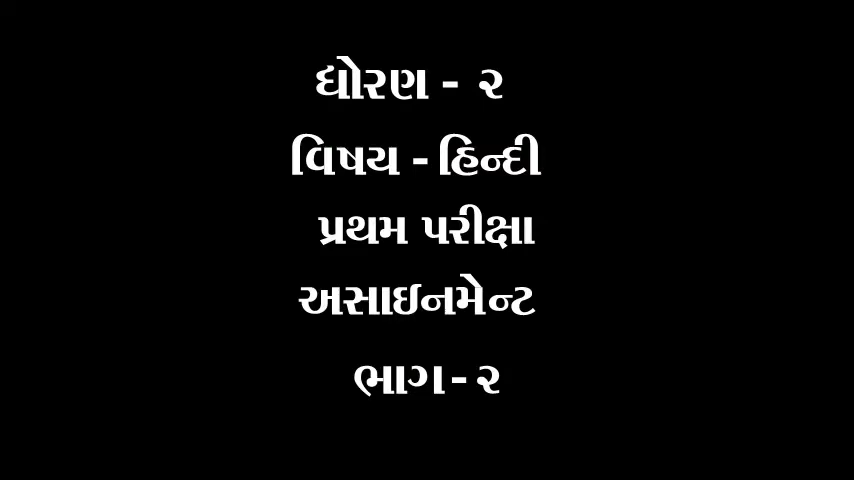 ધોરણ - ૨
વિષય - હિન્દી
પ્રથમ પરીક્ષા
અસાઇનમેન્ટ
ભાગ - ૨